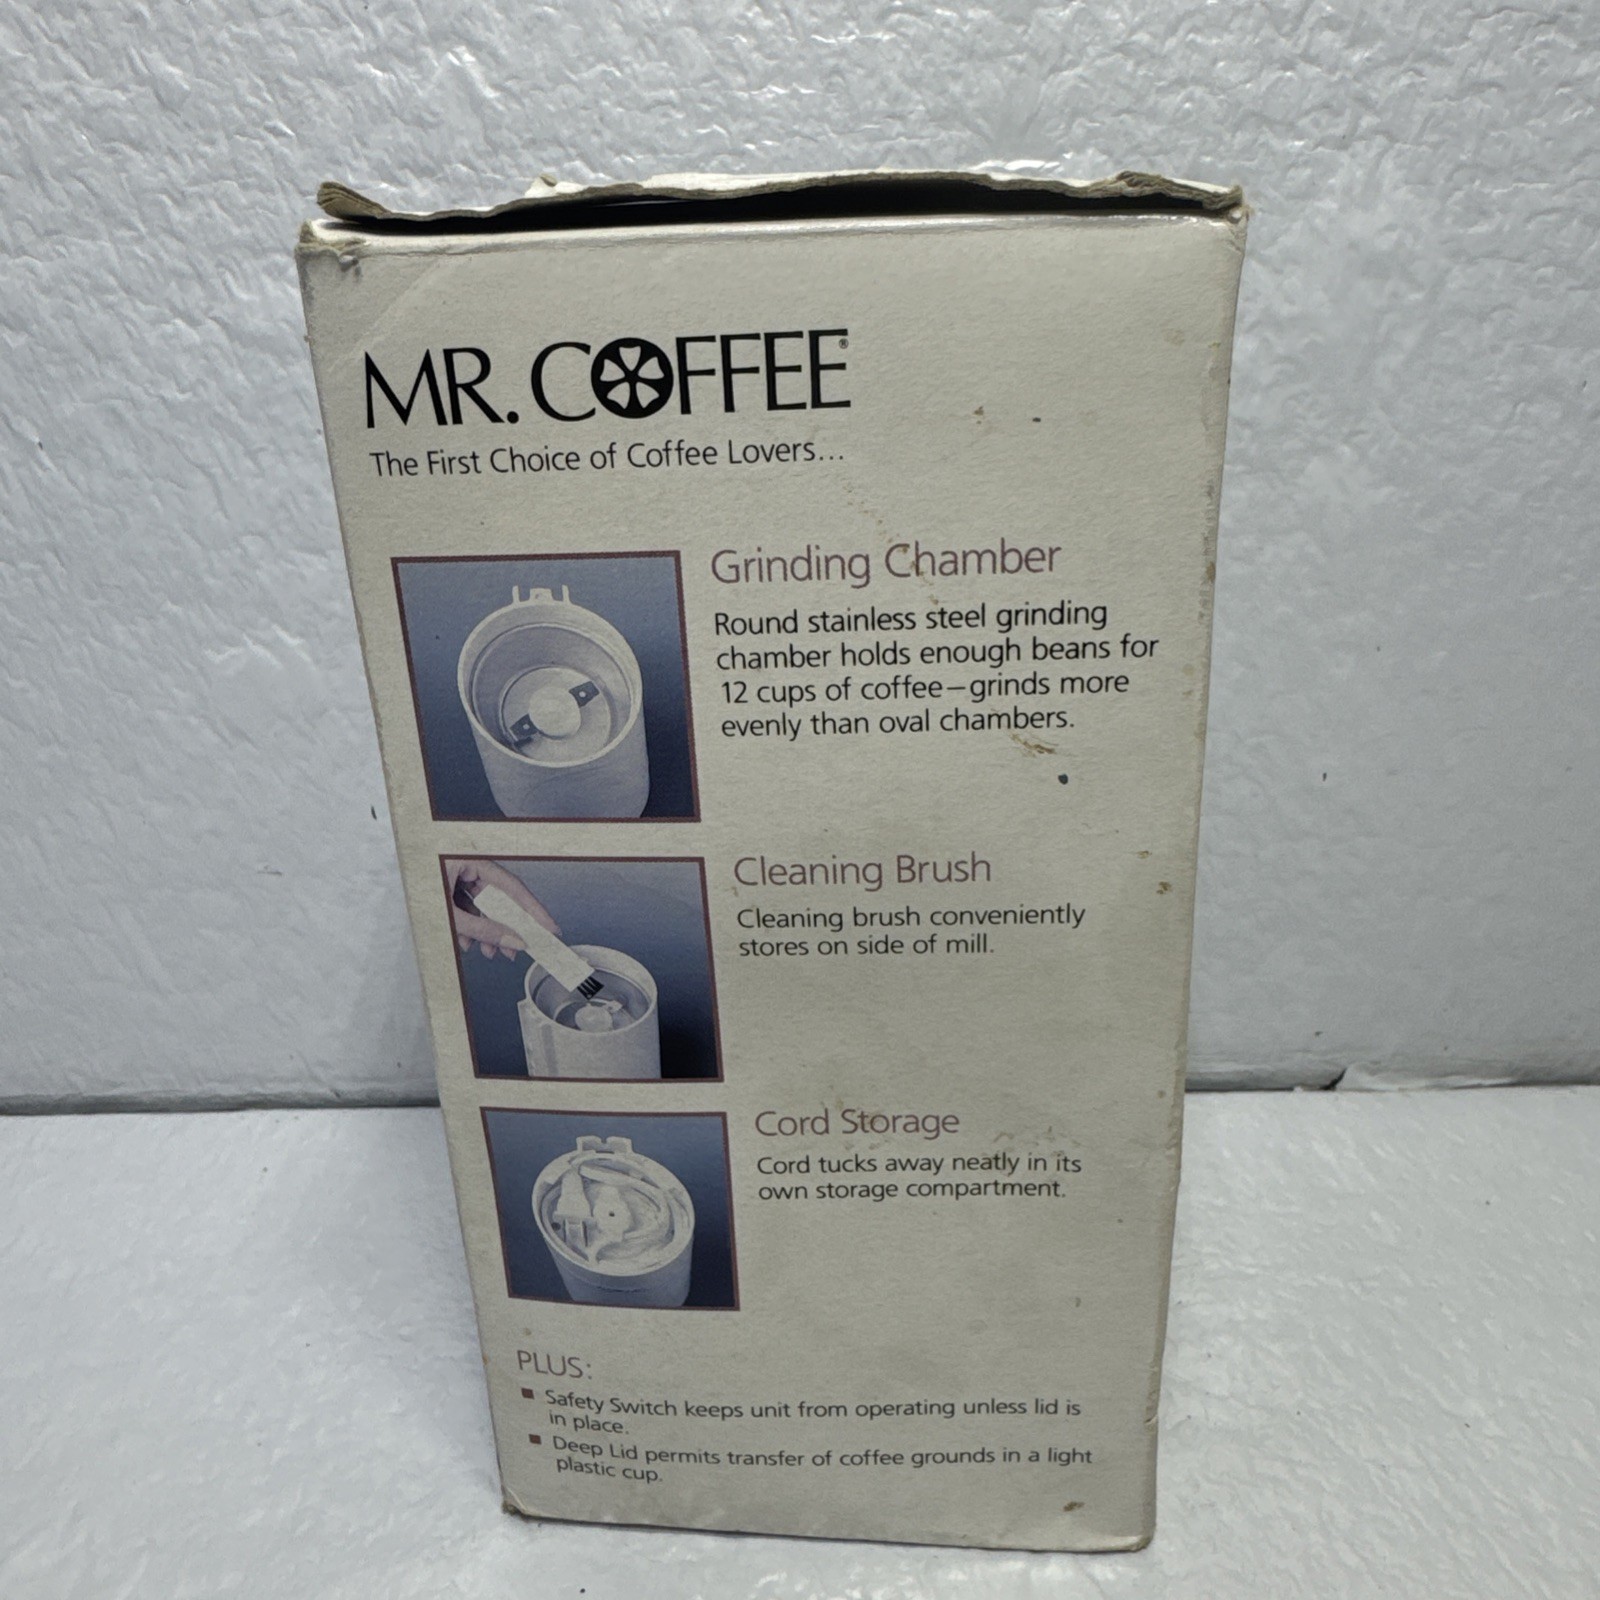 MR. COFFEE®
The First Choice of Coffee Lovers...
Grinding Chamber
Round stainless steel grinding
chamber holds enough beans for
12 cups of coffee—grinds more
evenly than oval chambers.
Cleaning Brush
Cleaning brush conveniently
stores on side of mill.
Cord Storage
Cord tucks away neatly in its
own storage compartment.
PLUS:
■ Safety Switch keeps unit from operating unless lid is
in place.
■ Deep Lid permits transfer of coffee grounds in a light
plastic cup.